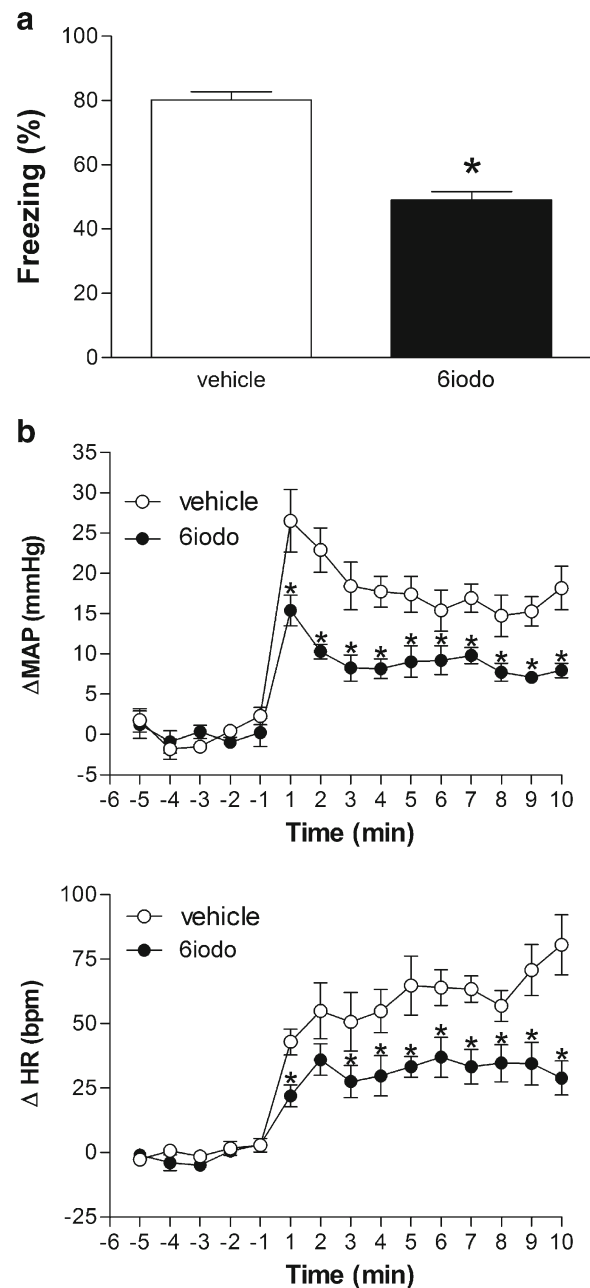 a
100
80
60
40
20
0
Freezing (%)
*
vehicle
6iodo
b
35
30
25
20
15
10
5
0
-5
ΔMAP (mmHg)
vehicle
6iodo
* * * * * * * * * *
-6 -5 -4 -3 -2 -1 1 2 3 4 5 6 7 8 9 10
Time (min)
100
75
50
25
0
-25
Δ HR (bpm)
vehicle
6iodo
* * * * * * * * *
-6 -5 -4 -3 -2 -1 1 2 3 4 5 6 7 8 9 10
Time (min)